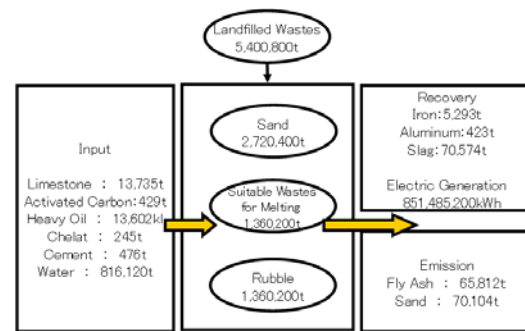 Landfilled Wastes
5,400,800t
Input
Limestone : 13,735t
Activated Carbon:429t
Heavy Oil : 13,602kl
Chelat : 245t
Cement : 476t
Water : 816,120t
Sand
2,720,400t
Suitable Wastes
for Melting
1,360,200t
Rubble
1,360,200t
Recovery
Iron:5,293t
Aluminum:423t
Slag:70,574t
Electric Generation
851,485,200kWh
Emission
Fly Ash : 65,812t
Sand : 70,104t